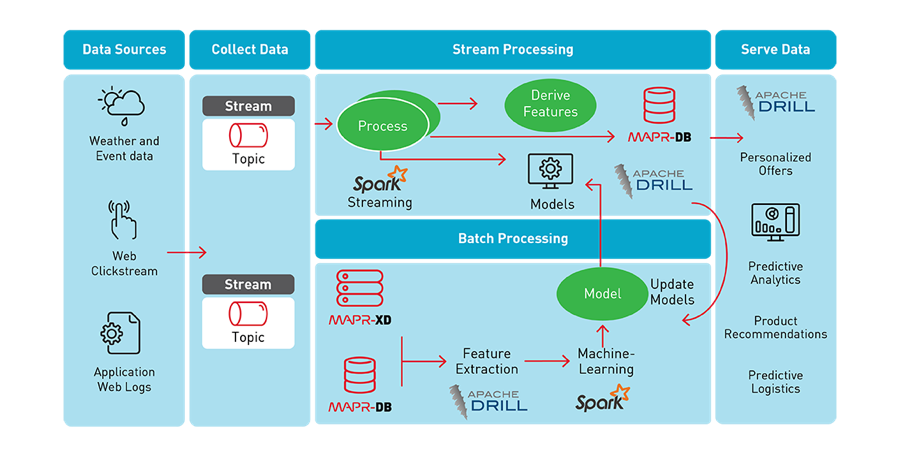 Data Sources
Collect Data
Stream Processing
Serve Data
Weather and
Event data
Web
Clickstream
Application
Web Logs
Stream
Topic
Stream
Topic
Process
Spark
Streaming
Derive
Features
Models
MAPR-DB
APACHE
DRILL
Batch Processing
MAPR-XD
MAPR-DB
Feature
Extraction
APACHE
DRILL
Machine-
Learning
Spark
Model
Update
Models
APACHE
DRILL
Personalized
Offers
Predictive
Analytics
Product
Recommendations
Predictive
Logistics